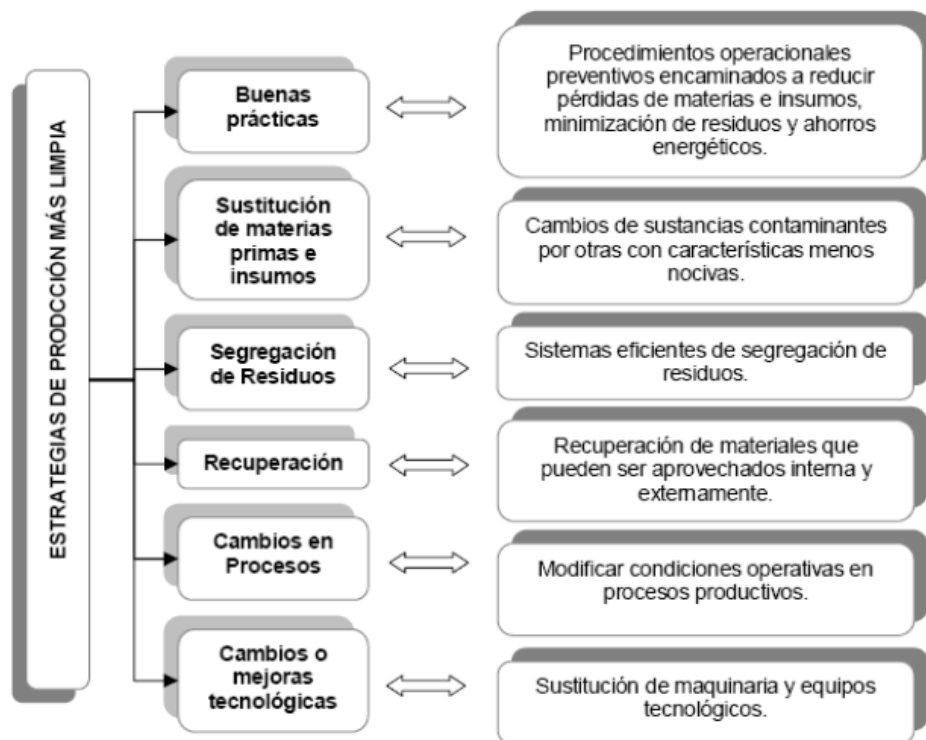 ESTRATEGIAS DE PRODCCIÓN MÁS LIMPIA
Buenas
prácticas
Procedimientos operacionales
preventivos encaminados a reducir
pérdidas de materias e insumos,
minimización de residuos y ahorros
energéticos.
Sustitución
de materias
primas e
insumos
Cambios de sustancias contaminantes
por otras con características menos
nocivas.
Segregación
de Residuos
Sistemas eficientes de segregación de
residuos.
Recuperación
Recuperación de materiales que
pueden ser aprovechados interna y
externamente.
Cambios en
Procesos
Modificar condiciones operativas en
procesos productivos.
Cambios o
mejoras
tecnológicas
Sustitución de maquinaria y equipos
tecnológicos.